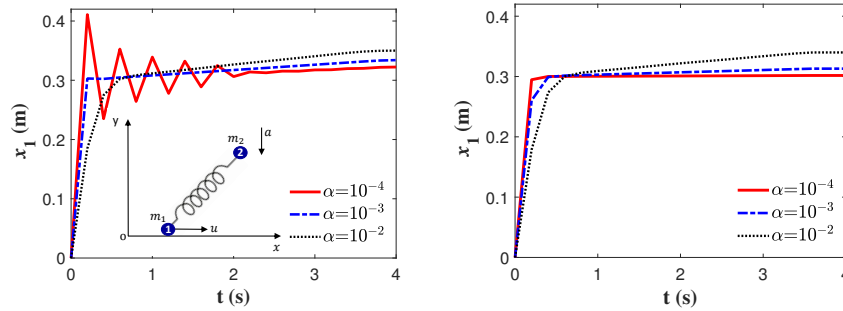 0.4
0.3
0.2
0.1
0
x₁ (m)
y
m₂
a
2
m₁
1
u
o
x
α=10⁻⁴
α=10⁻³
α=10⁻²
0 1 2 3 4
t (s)
0.4
0.3
0.2
0.1
0
x₁ (m)
α=10⁻⁴
α=10⁻³
α=10⁻²
0 1 2 3 4
t (s)